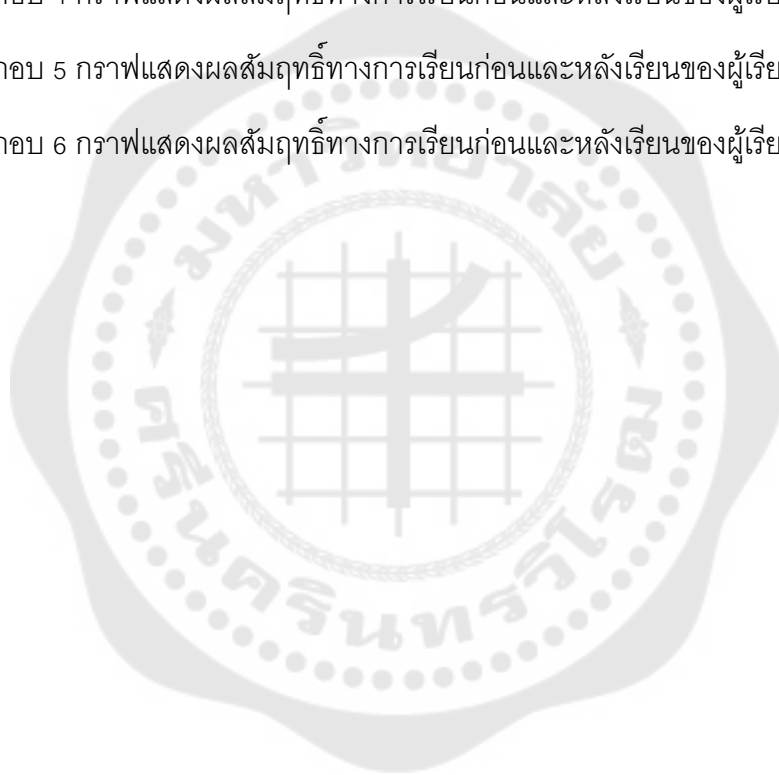 กอบ 5 กราฟแสดงผลสัมฤทธิ์ทางการเรียนก่อนและหลังเรียนของผู้เรีย
กอบ 6 กราฟแสดงผลสัมฤทธิ์ทางการเรียนก่อนและหลังเรียนของผู้เรีย
มหาวิทยาลัย
ศรีนครินทรวิโรฒ